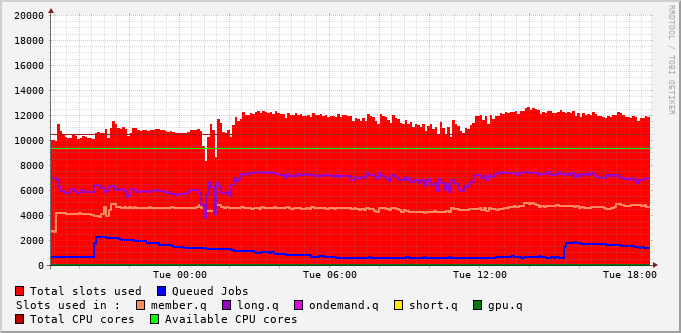 20000
18000
16000
14000
12000
10000
8000
6000
4000
2000
0
Tue 00:00 Tue 06:00 Tue 12:00 Tue 18:00
RRDTOOL / TOBI OETIKER
Total slots used Queued Jobs
Slots used in : member.q long.q ondemand.q short.q gpu.q
Total CPU cores Available CPU cores